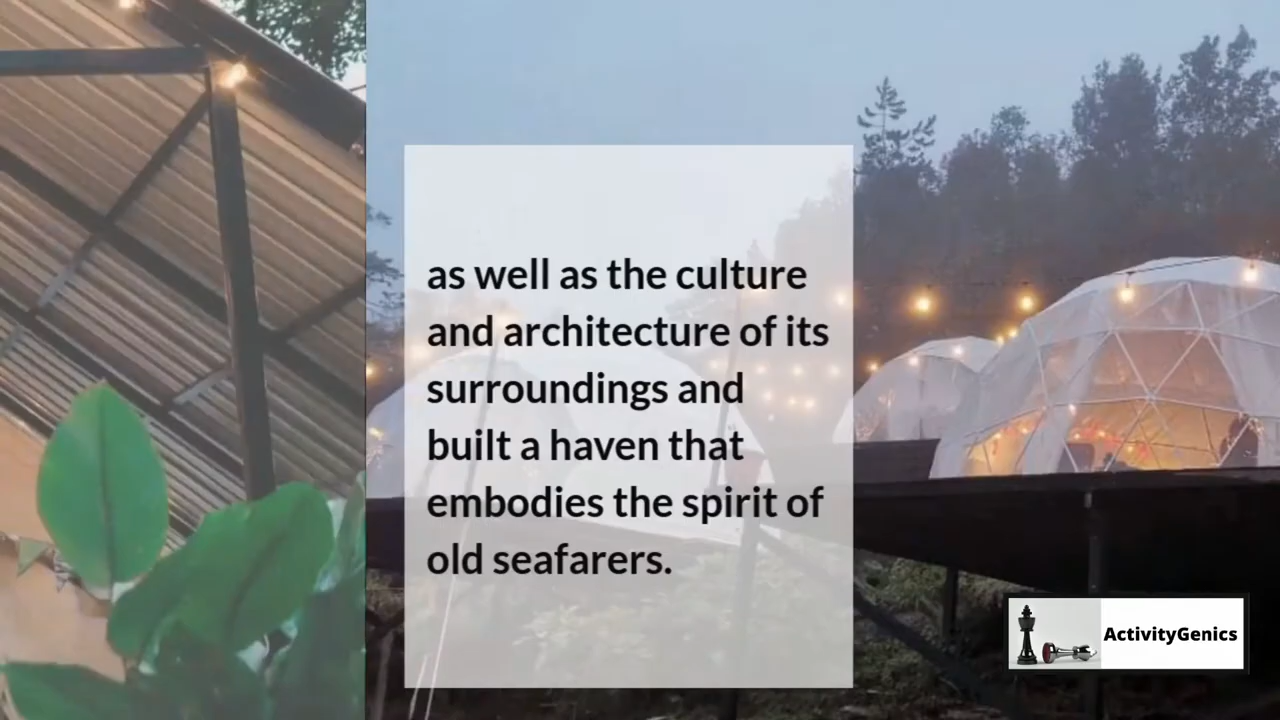 as well as the culture
and architecture of its
surroundings and
built a haven that
embodies the spirit of
old seafarers.
ActivityGenics